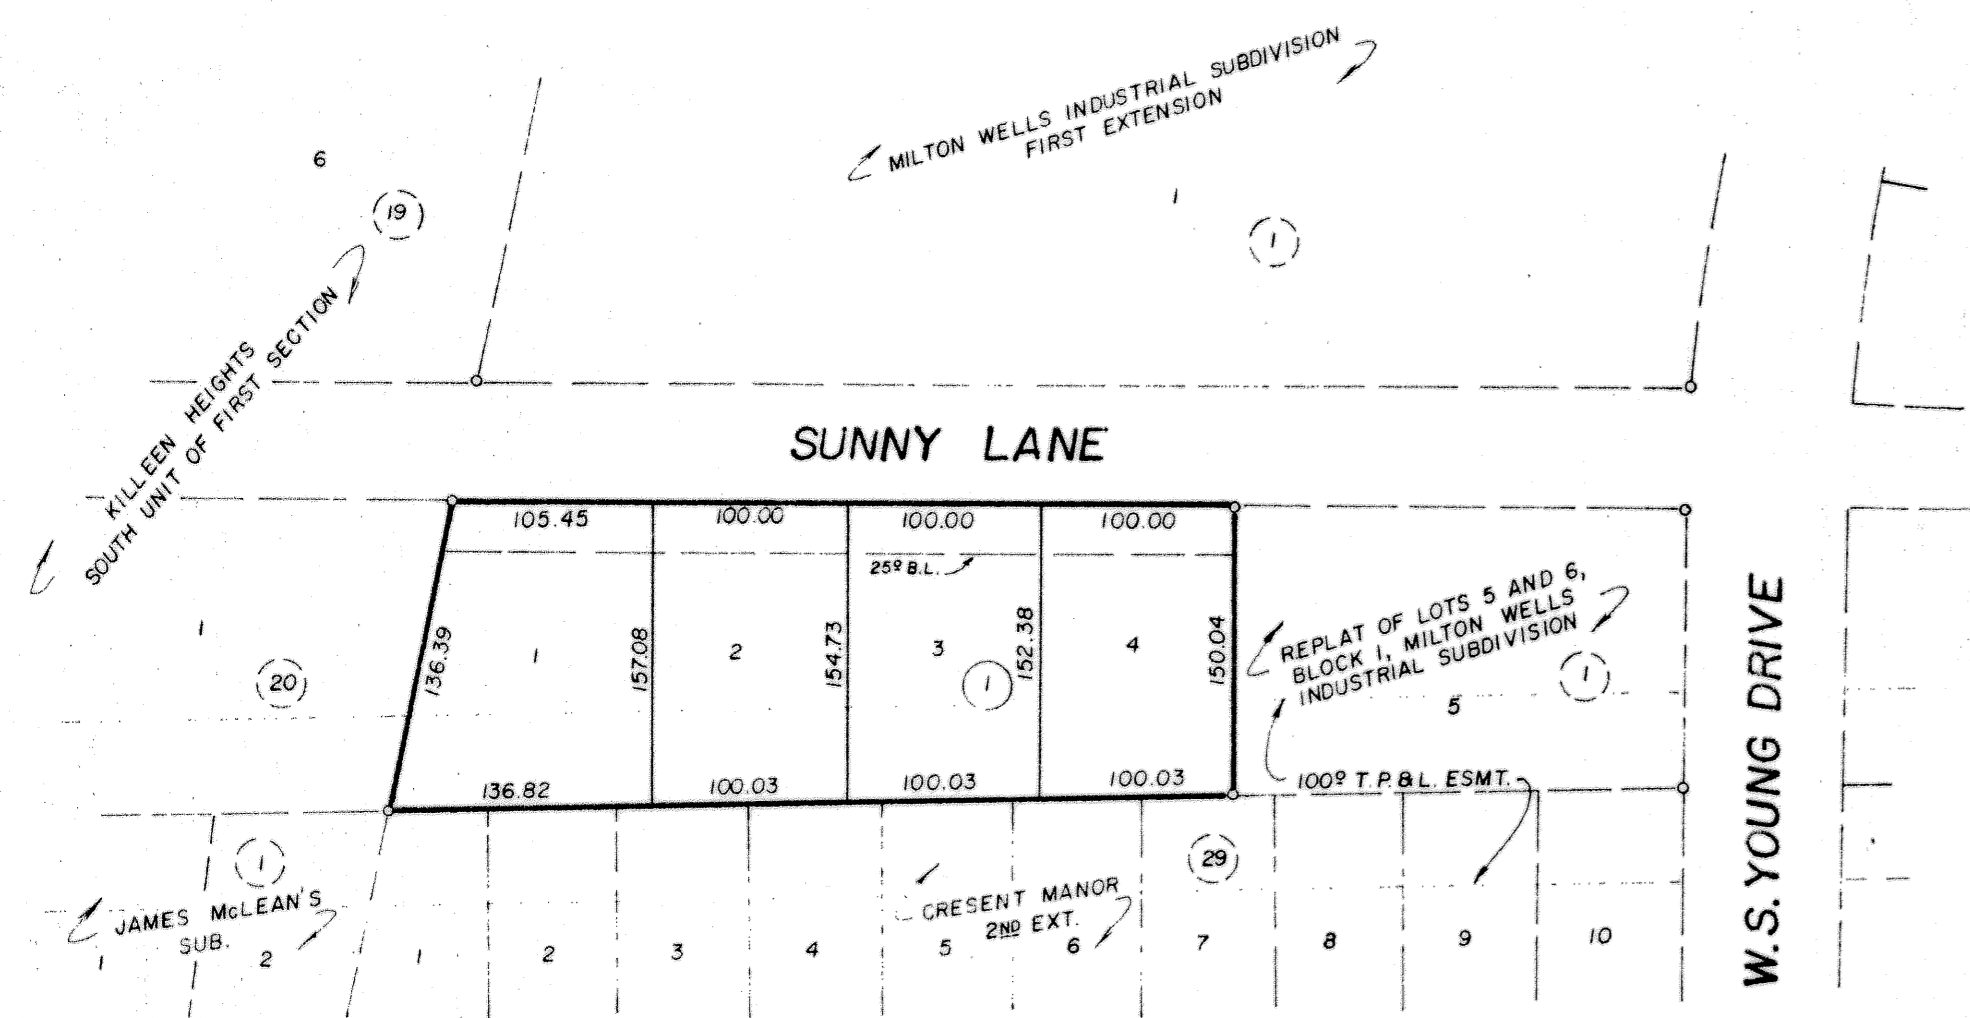 MILTON WELLS INDUSTRIAL SUBDIVISION
FIRST EXTENSION
6
19
1
1
KILLEEN HEIGHTS
SOUTH UNIT OF FIRST SECTION
SUNNY LANE
105.45
100.00
100.00
100.00
25º B.L.
1
20
136.39
1
157.08
2
154.73
3
1
152.38
4
150.04
REPLAT OF LOTS 5 AND 6,
BLOCK 1, MILTON WELLS
INDUSTRIAL SUBDIVISION
1
5
136.82
100.03
100.03
100.03
100º T.P.&L. ESMT.
W.S. YOUNG DRIVE
1
JAMES McLEAN'S
SUB.
1
2
29
CRESENT MANOR
2ND EXT.
1
2
3
4
5
6
7
8
9
10